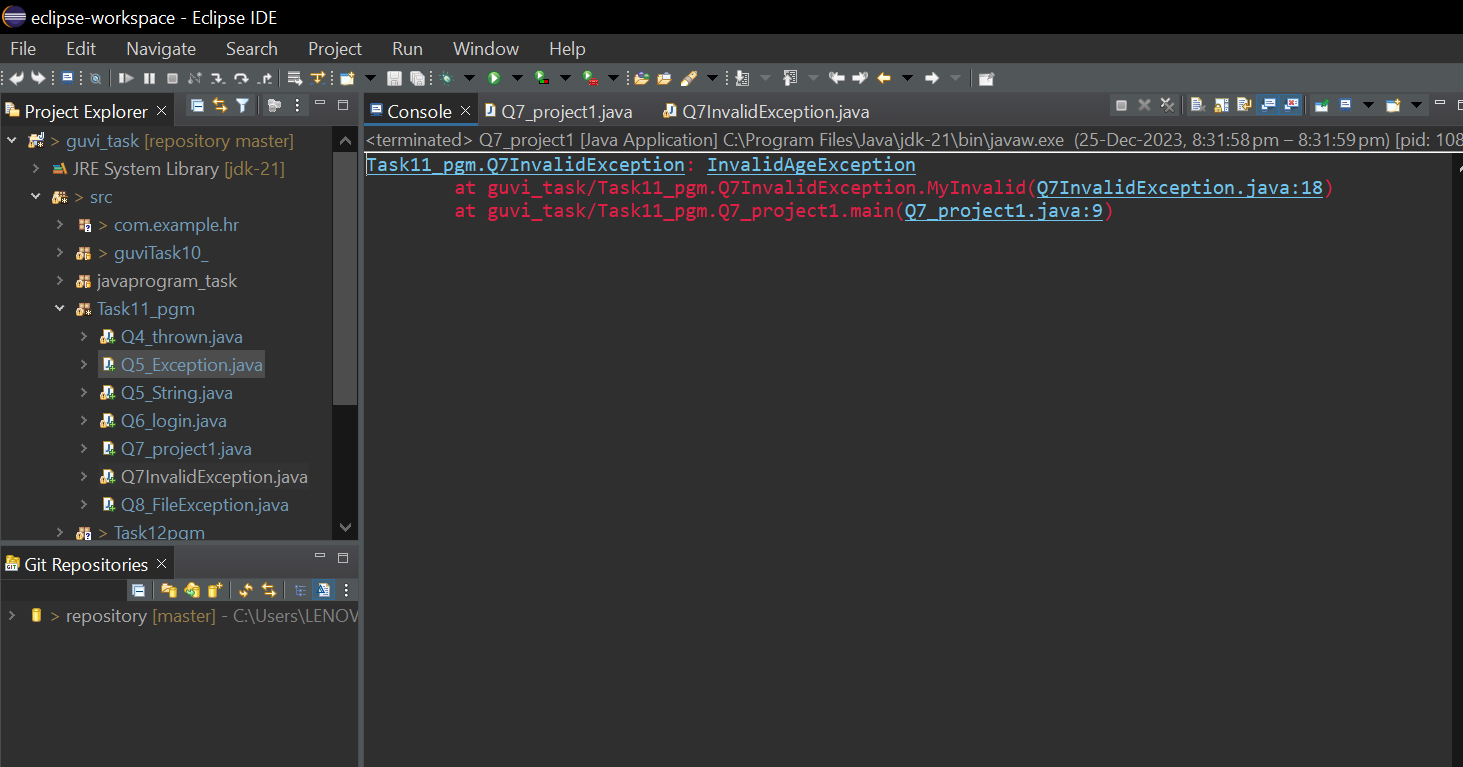 eclipse-workspace - Eclipse IDE
File Edit Navigate Search Project Run Window Help
Project Explorer
> guvi_task [repository master]
JRE System Library [jdk-21]
> src
> com.example.hr
> guviTask10_
javaprogram_task
Task11_pgm
Q4_thrown.java
Q5_Exception.java
Q5_String.java
Q6_login.java
Q7_project1.java
Q7InvalidException.java
Q8_FileException.java
> Task12pgm
Git Repositories
> repository [master] - C:\Users\LENOV
Console Q7_project1.java Q7InvalidException.java
<terminated> Q7_project1 [Java Application] C:\Program Files\Java\jdk-21\bin\javaw.exe (25-Dec-2023, 8:31:58 pm – 8:31:59 pm) [pid: 108
Task11_pgm.Q7InvalidException: InvalidAgeException
at guvi_task/Task11_pgm.Q7InvalidException.MyInvalid(Q7InvalidException.java:18)
at guvi_task/Task11_pgm.Q7_project1.main(Q7_project1.java:9)